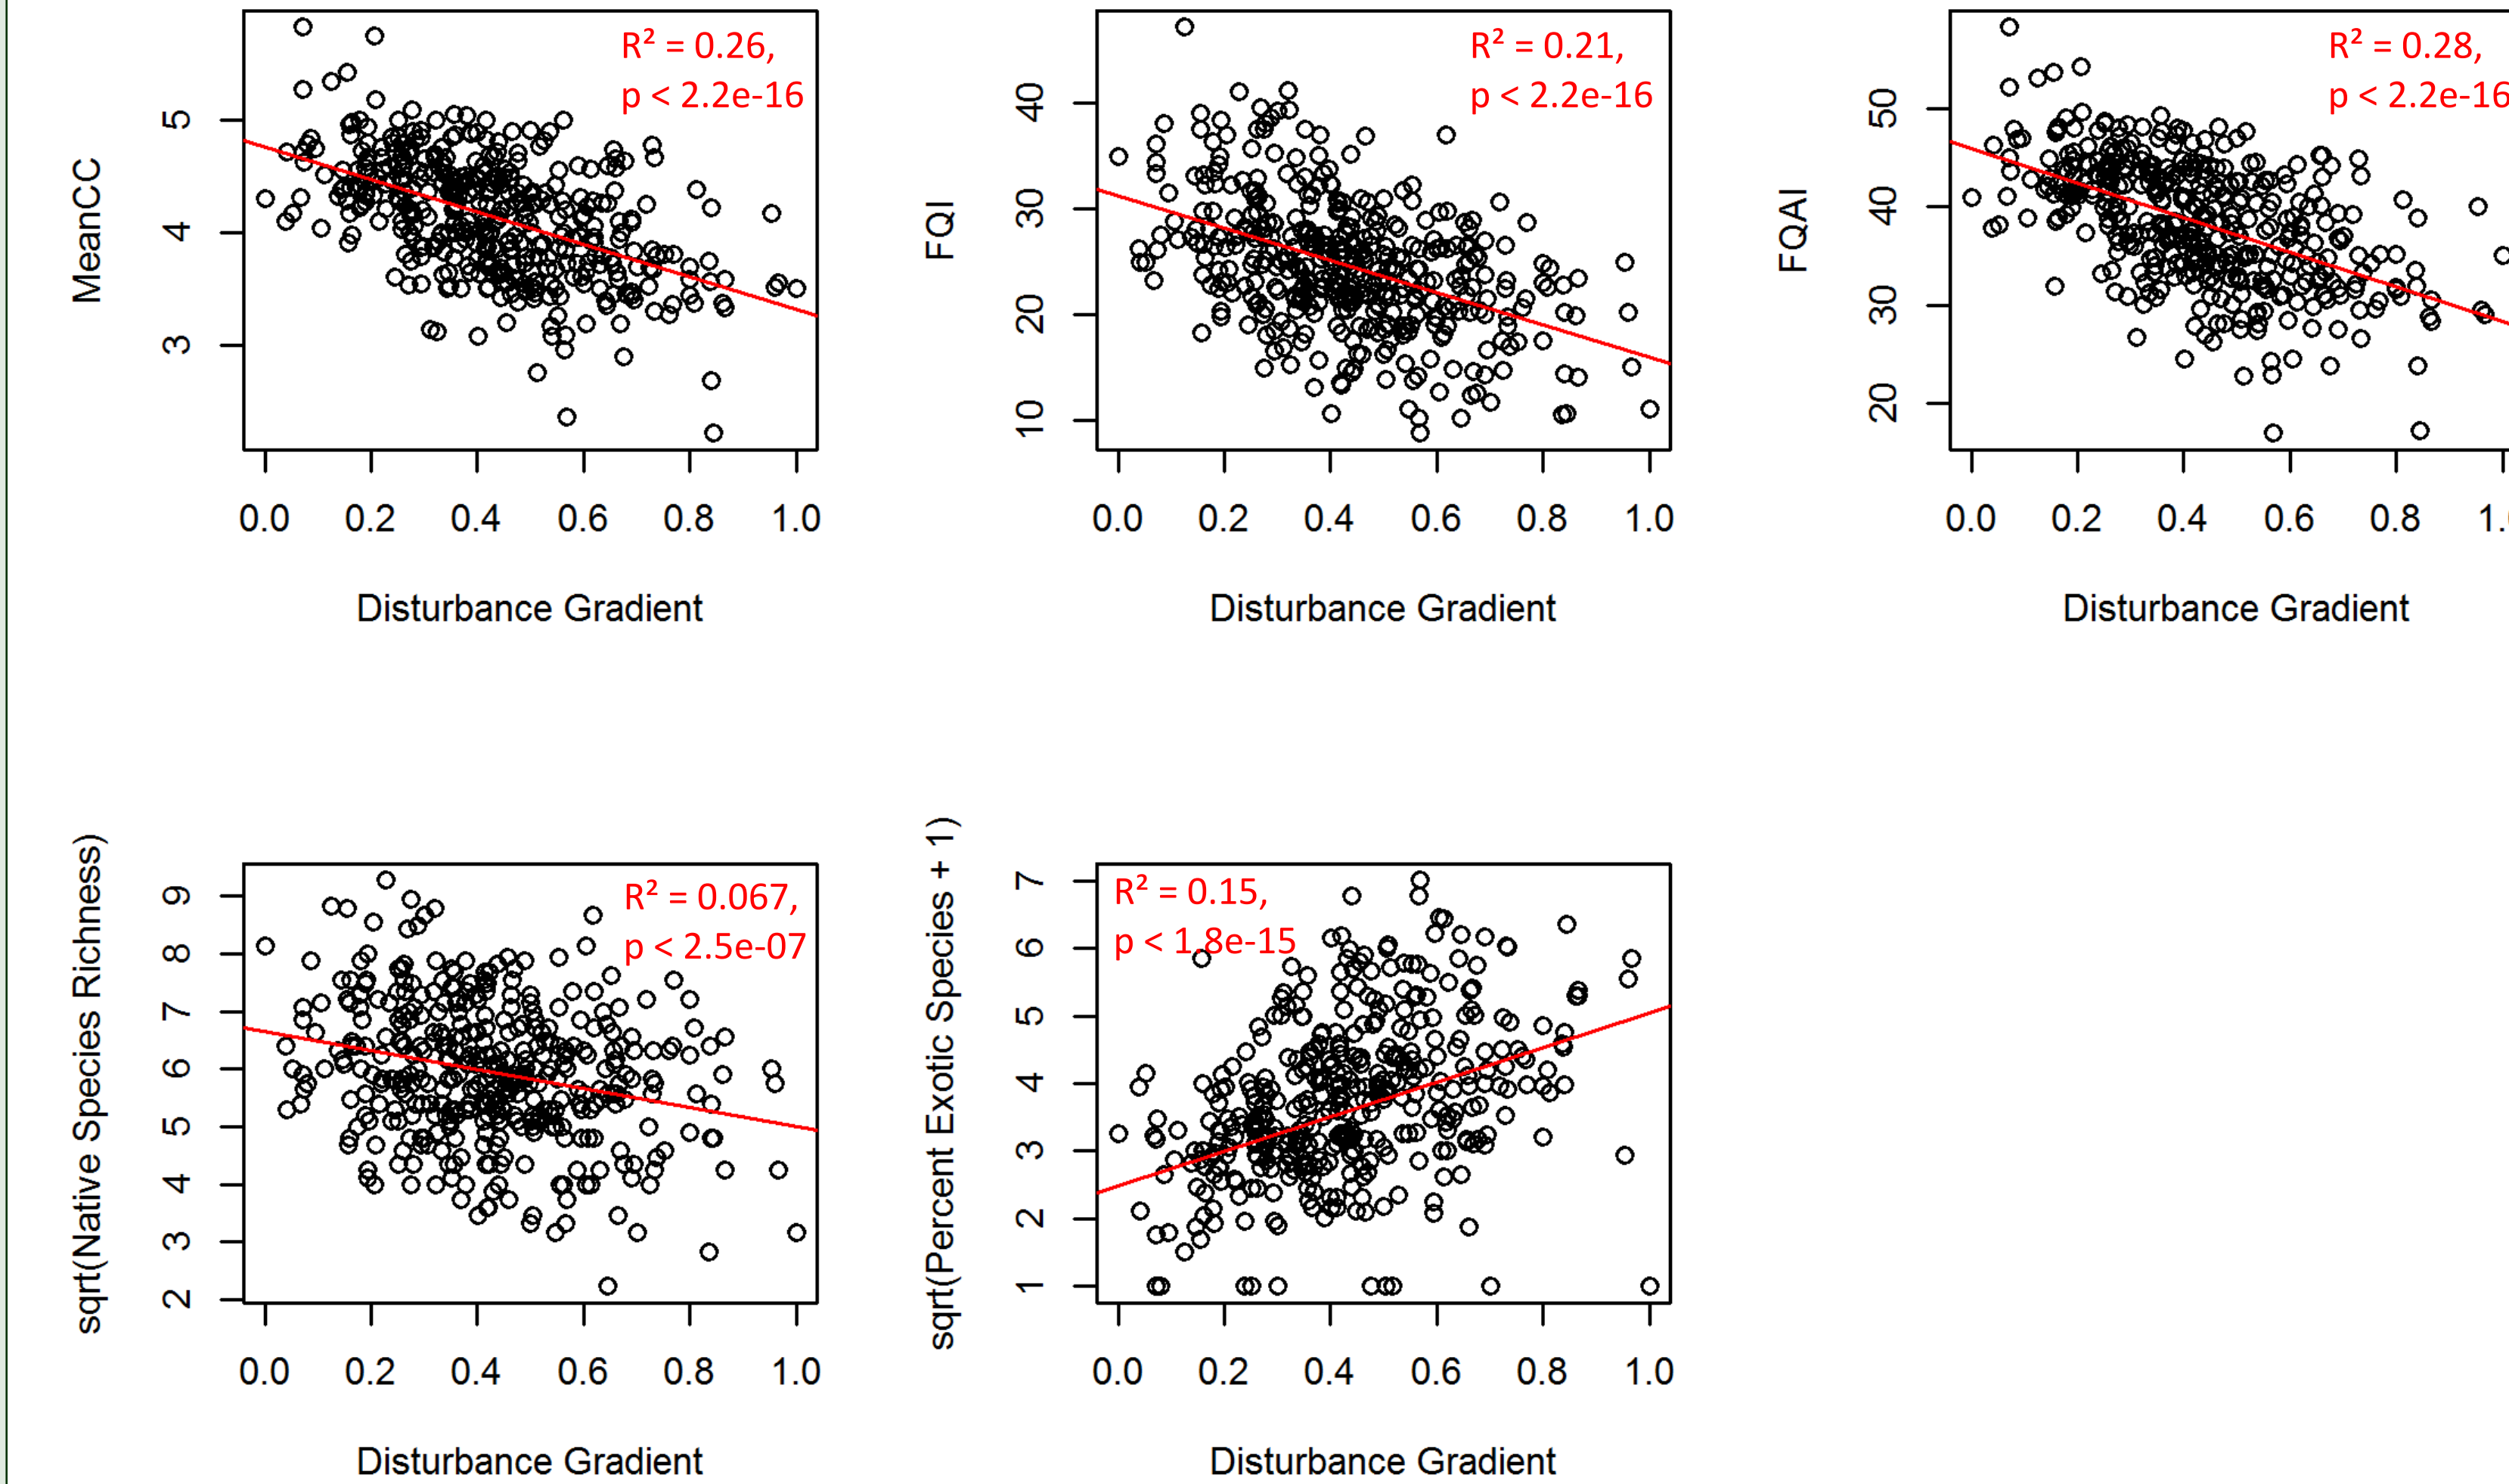 R² = 0.26,
p < 2.2e-16
MeanCC
5
4
3
0.0 0.2 0.4 0.6 0.8 1.0
Disturbance Gradient
R² = 0.21,
p < 2.2e-16
FQI
40
30
20
10
0.0 0.2 0.4 0.6 0.8 1.0
Disturbance Gradient
R² = 0.28,
p < 2.2e-16
FQAI
50
40
30
20
0.0 0.2 0.4 0.6 0.8 1.
Disturbance Gradient
R² = 0.067,
p < 2.5e-07
sqrt(Native Species Richness)
9
8
7
6
5
4
3
2
0.0 0.2 0.4 0.6 0.8 1.0
Disturbance Gradient
R² = 0.15,
p < 1.8e-15
sqrt(Percent Exotic Species + 1)
7
6
5
4
3
2
1
0.0 0.2 0.4 0.6 0.8 1.0
Disturbance Gradient